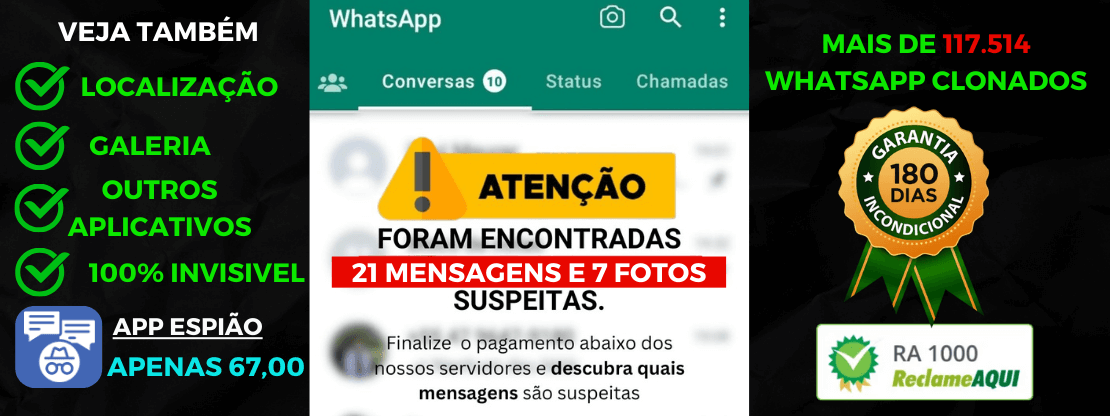 VEJA TAMBÉM
LOCALIZAÇÃO
GALERIA
OUTROS
APLICATIVOS
100% INVISIVEL
APP ESPIÃO
APENAS 67,00
WhatsApp
Conversas 10 Status Chamadas
ATENÇÃO
FORAM ENCONTRADAS
21 MENSAGENS E 7 FOTOS
SUSPEITAS.
Finalize o pagamento abaixo dos
nossos servidores e descubra quais
mensagens são suspeitas
MAIS DE 117.514
WHATSAPP CLONADOS
GARANTIA
180
DIAS
INCONDICIONAL
RA 1000
ReclameAQUI